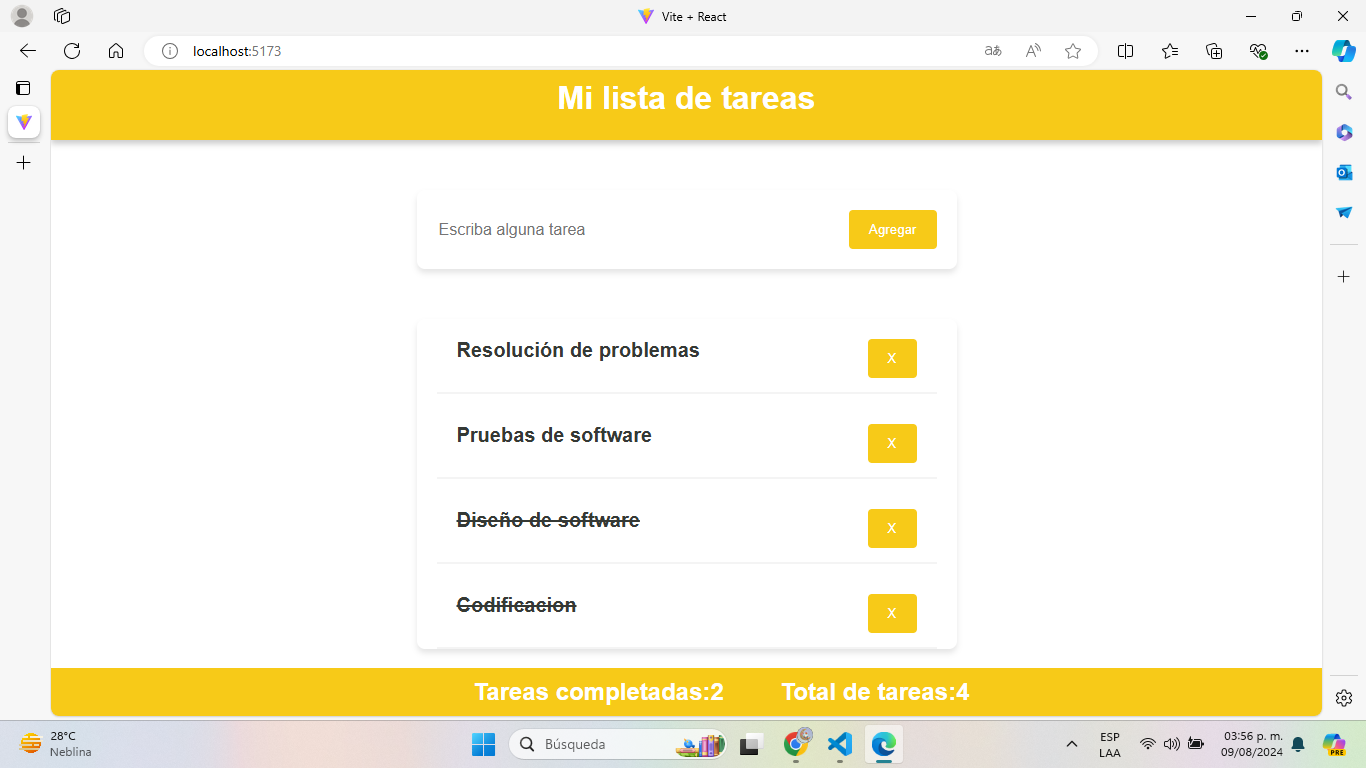 Vite + React
localhost:5173
Mi lista de tareas
Escriba alguna tarea
Agregar
Resolución de problemas
X
Pruebas de software
X
Diseño de software
X
Codificacion
X
Tareas completadas:2
Total de tareas:4
28°C
Neblina
Búsqueda
ESP
LAA
03:56 p. m.
09/08/2024
PRE